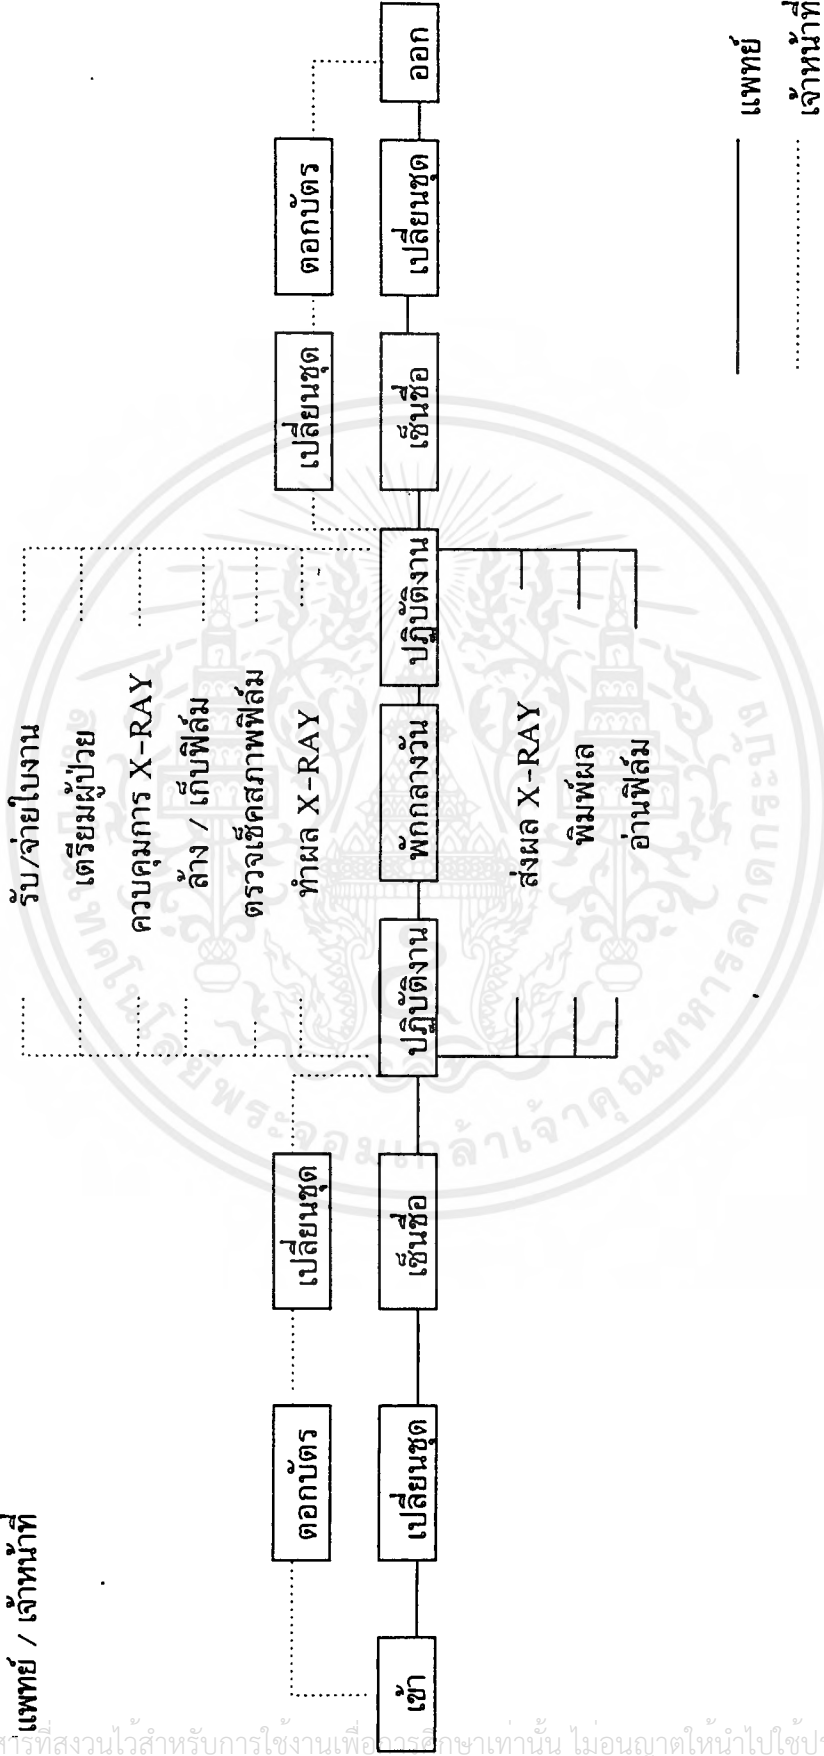 แพทย์ / เจ้าหน้าที่
รับ/จ่ายใบงาน
เตรียมผู้ป่วย
ควบคุมการ X-RAY
ล้าง / เก็บฟิล์ม
ตรวจเช็คสภาพฟิล์ม
ทำผล X-RAY
ตอกบัตร
เปลี่ยนชุด
เปลี่ยนชุด
ตอกบัตร
เข้า
เปลี่ยนชุด
เซ็นชื่อ
ปฏิบัติงาน
พักกลางวัน
ปฏิบัติงาน
เซ็นชื่อ
เปลี่ยนชุด
ออก
ส่งผล X-RAY
พิมพ์ผล
อ่านฟิล์ม
แพทย์
เจ้าหน้าที่